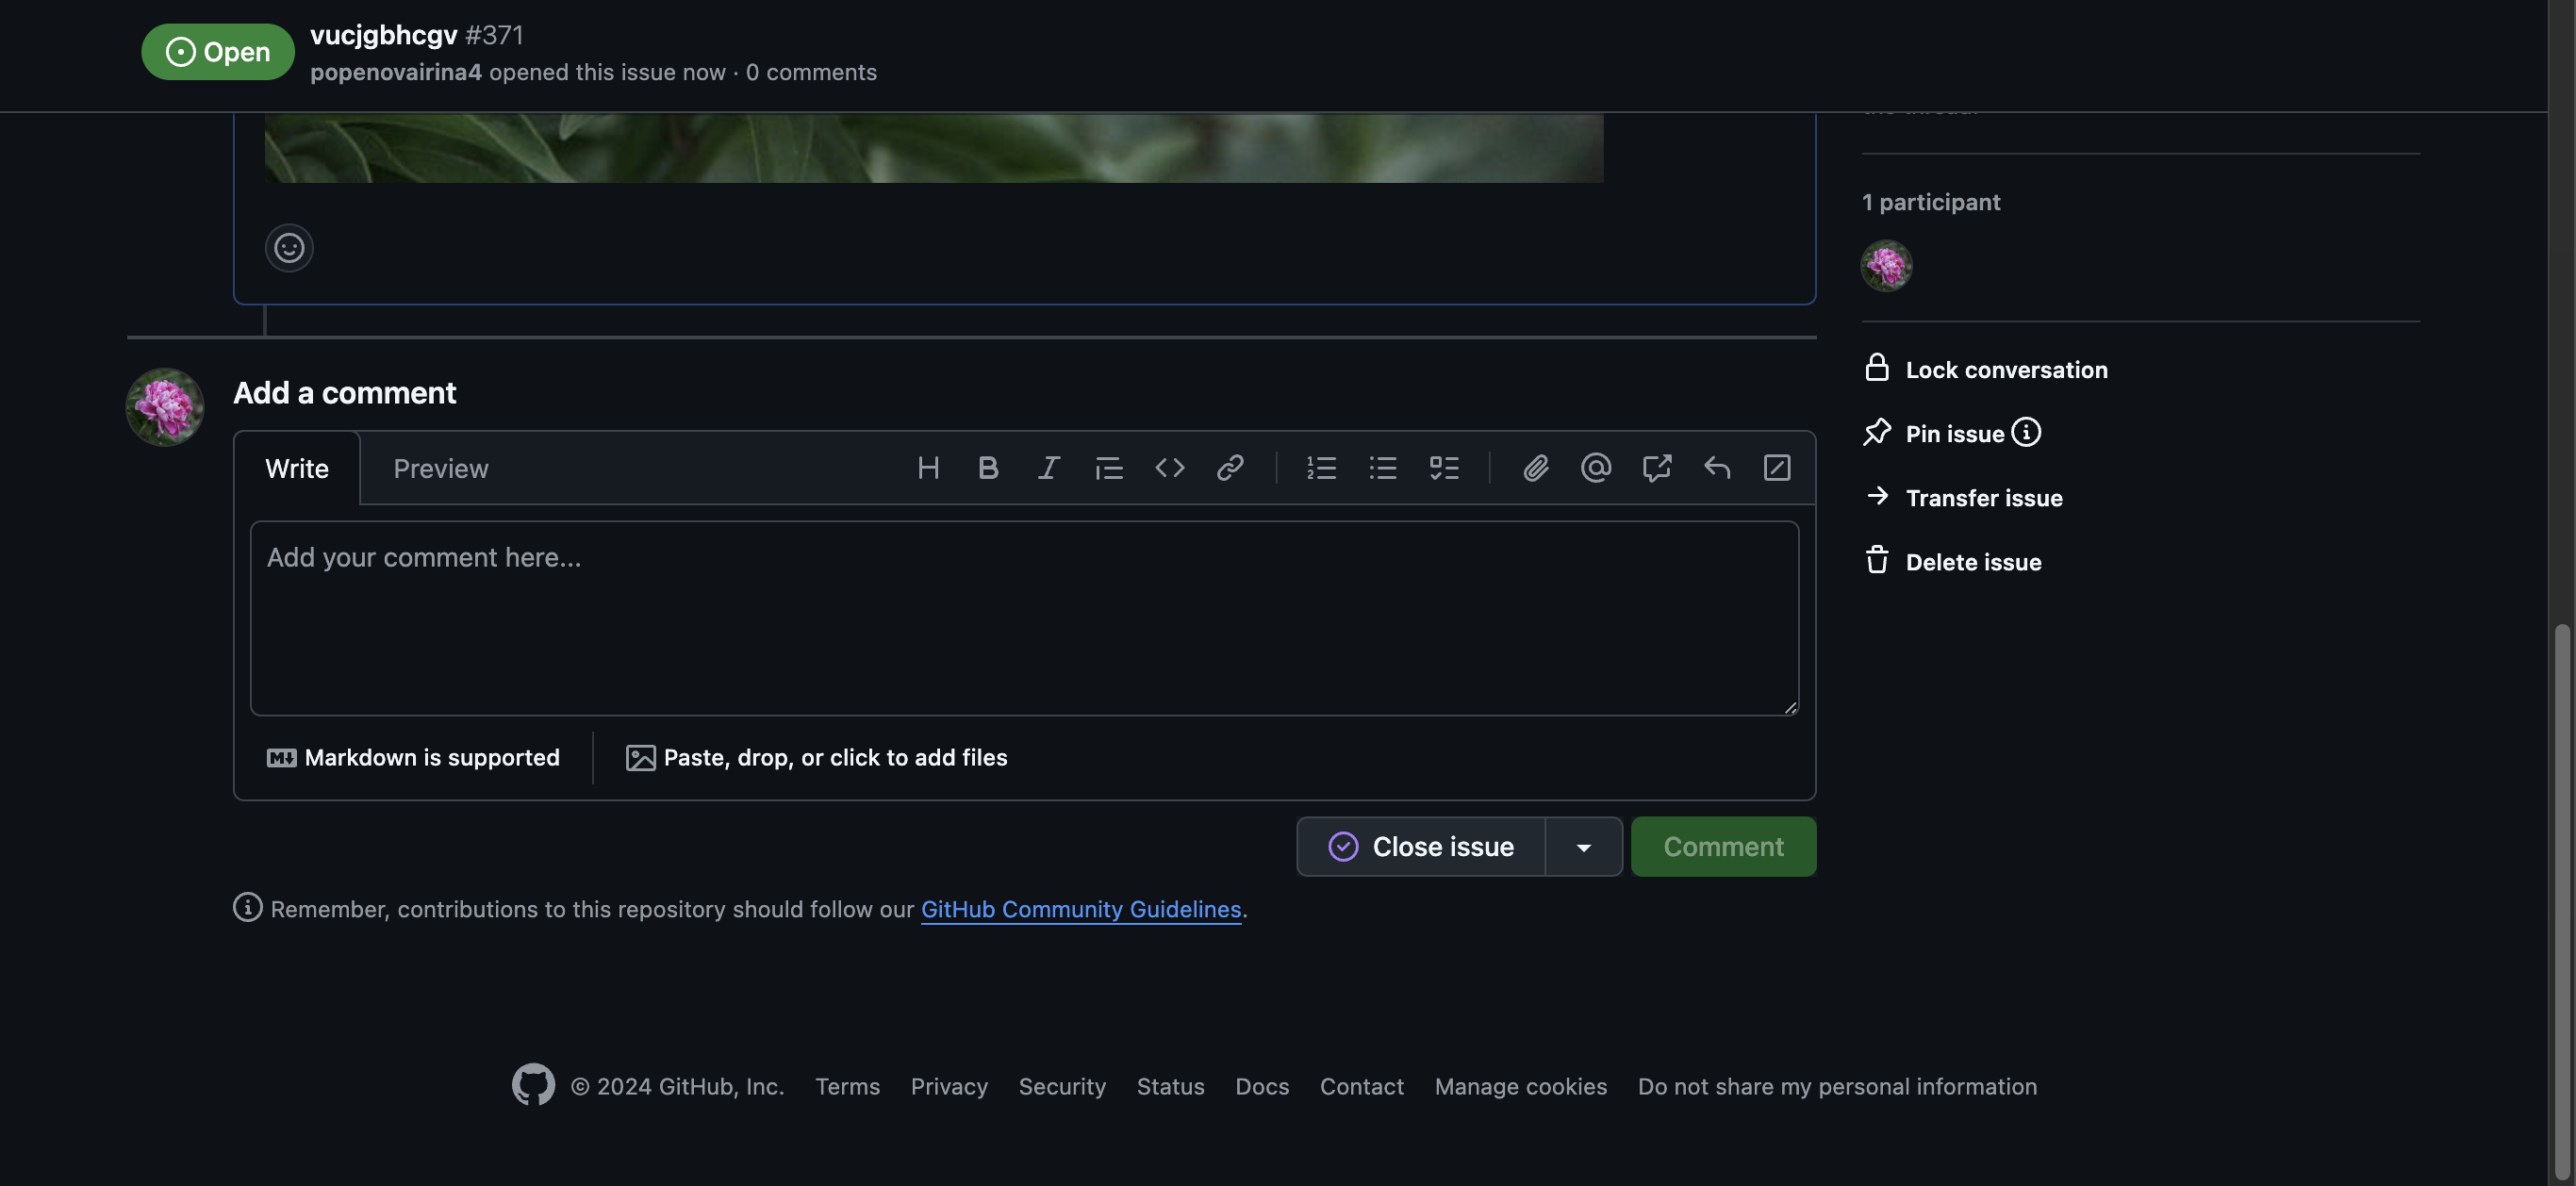 Open
vucjgbhcgv #371
popenovairina4 opened this issue now · 0 comments
1 participant
Add a comment
Write
Preview
Add your comment here...
Markdown is supported
Paste, drop, or click to add files
Close issue
Comment
Remember, contributions to this repository should follow our GitHub Community Guidelines.
Lock conversation
Pin issue
Transfer issue
Delete issue
© 2024 GitHub, Inc. Terms Privacy Security Status Docs Contact Manage cookies Do not share my personal information